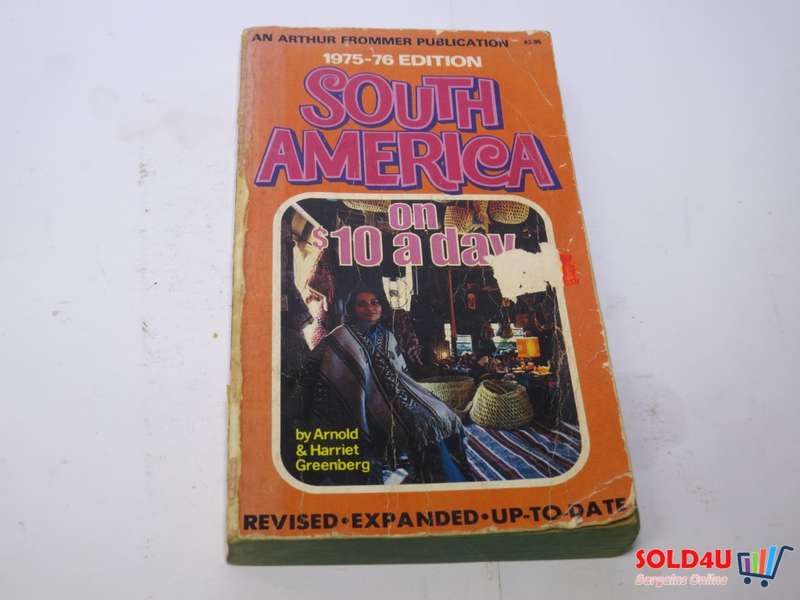 AN ARTHUR FROMMER PUBLICATION
1975-76 EDITION
SOUTH
AMERICA
on
$10 a day
by Arnold
& Harriet
Greenberg
REVISED•EXPANDED•UP-TO-DATE
SOLD4U
Bargains Online